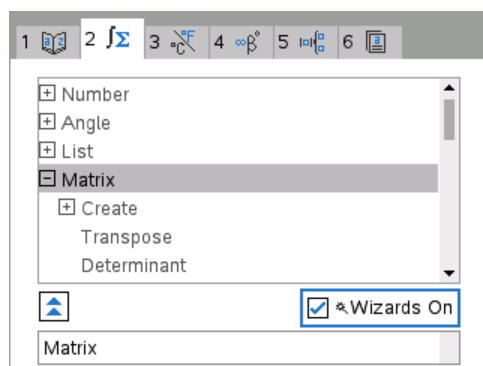 1 2 ∫Σ 3 °C°F 4 ∞β° 5 6
Number
Angle
List
Matrix
Create
Transpose
Determinant
Wizards On
Matrix